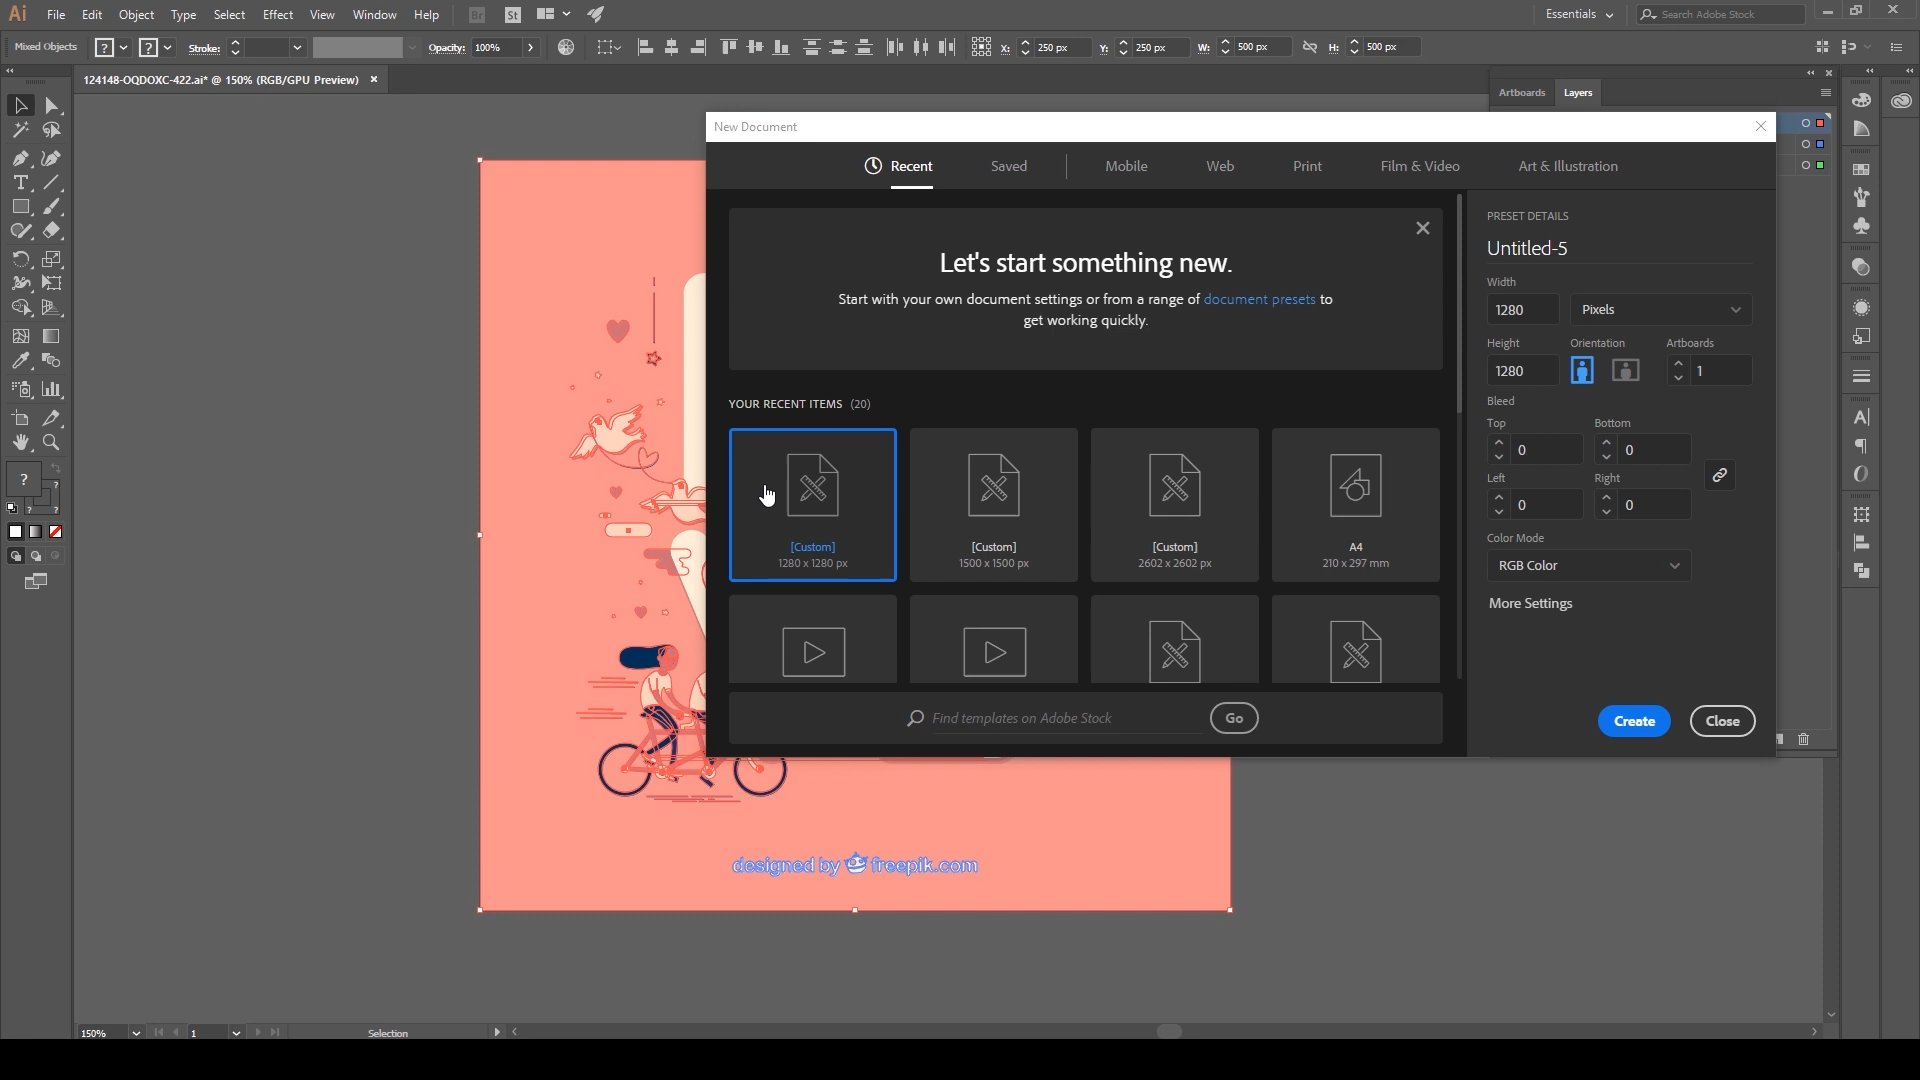 Ai File Edit Object Type Select Effect View Window Help Br St Essentials Search Adobe Stock
Mixed Objects ? ? Stroke: Opacity: 100% X: 250 px Y: 250 px W: 500 px H: 500 px
124148-OQDOXC-422.ai* @ 150% (RGB/GPU Preview)
Artboards Layers
New Document
Recent Saved Mobile Web Print Film & Video Art & Illustration
Let's start something new.
Start with your own document settings or from a range of document presets to
get working quickly.
YOUR RECENT ITEMS (20)
[Custom]
1280 x 1280 px
[Custom]
1500 x 1500 px
[Custom]
2602 x 2602 px
A4
210 x 297 mm
Find templates on Adobe Stock Go
PRESET DETAILS
Untitled-5
Width
1280 Pixels
Height Orientation Artboards
1280 1
Bleed
Top Bottom
0 0
Left Right
0 0
Color Mode
RGB Color
More Settings
Create Close
? ? ?
designed by freepik.com
150% 1 Selection